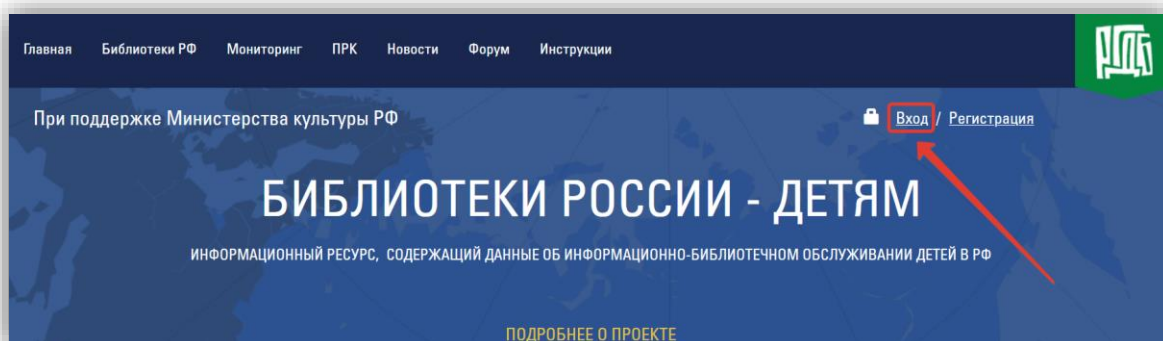 Главная Библиотеки РФ Мониторинг ПРК Новости Форум Инструкции
РГДБ
При поддержке Министерства культуры РФ
Вход / Регистрация
БИБЛИОТЕКИ РОССИИ - ДЕТЯМ
ИНФОРМАЦИОННЫЙ РЕСУРС, СОДЕРЖАЩИЙ ДАННЫЕ ОБ ИНФОРМАЦИОННО-БИБЛИОТЕЧНОМ ОБСЛУЖИВАНИИ ДЕТЕЙ В РФ
ПОДРОБНЕЕ О ПРОЕКТЕ